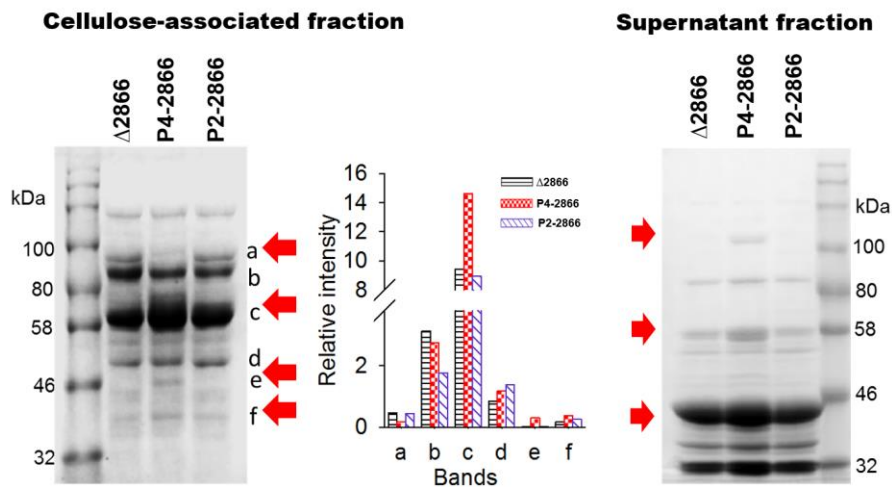 Cellulose-associated fraction
Supernatant fraction
Δ2866
P4-2866
P2-2866
kDa
100
80
58
46
32
a
b
c
d
e
f
Relative intensity
16
14
12
10
8
2
0
Δ2866
P4-2866
P2-2866
a b c d e f
Bands
Δ2866
P4-2866
P2-2866
kDa
100
80
58
46
32